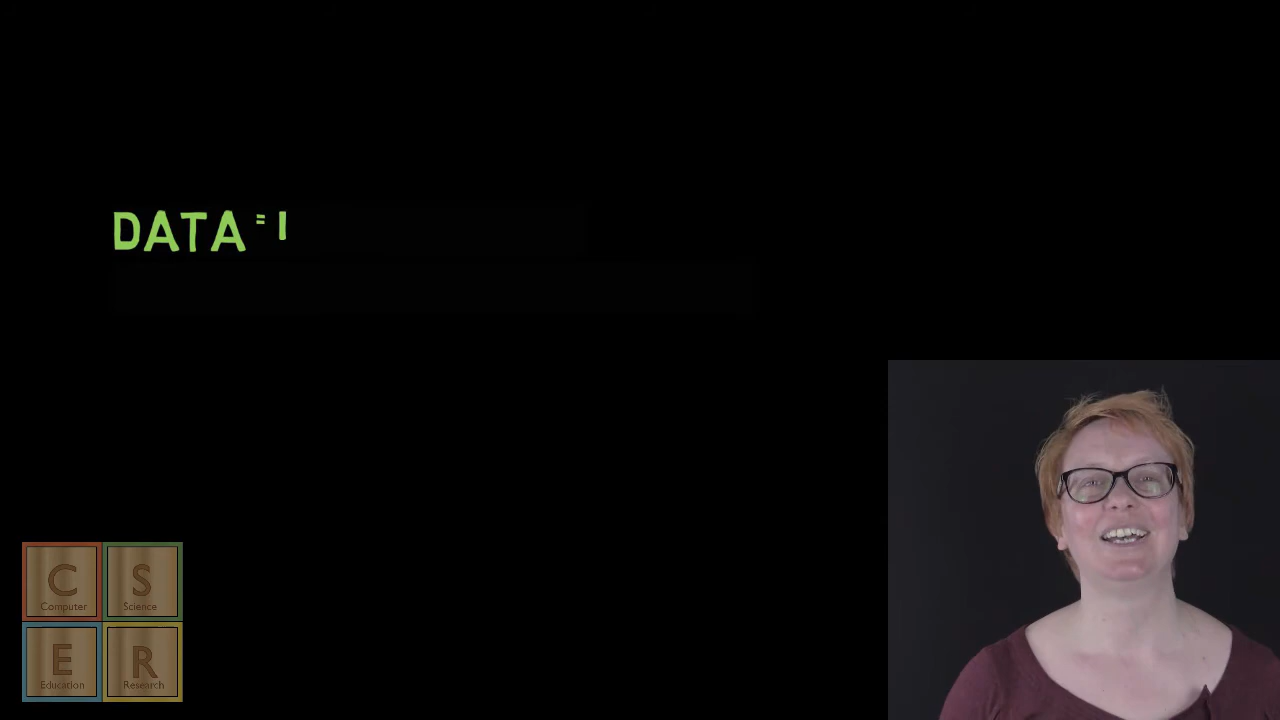 DATA = I
C S
Computer Science
E R
Education Research